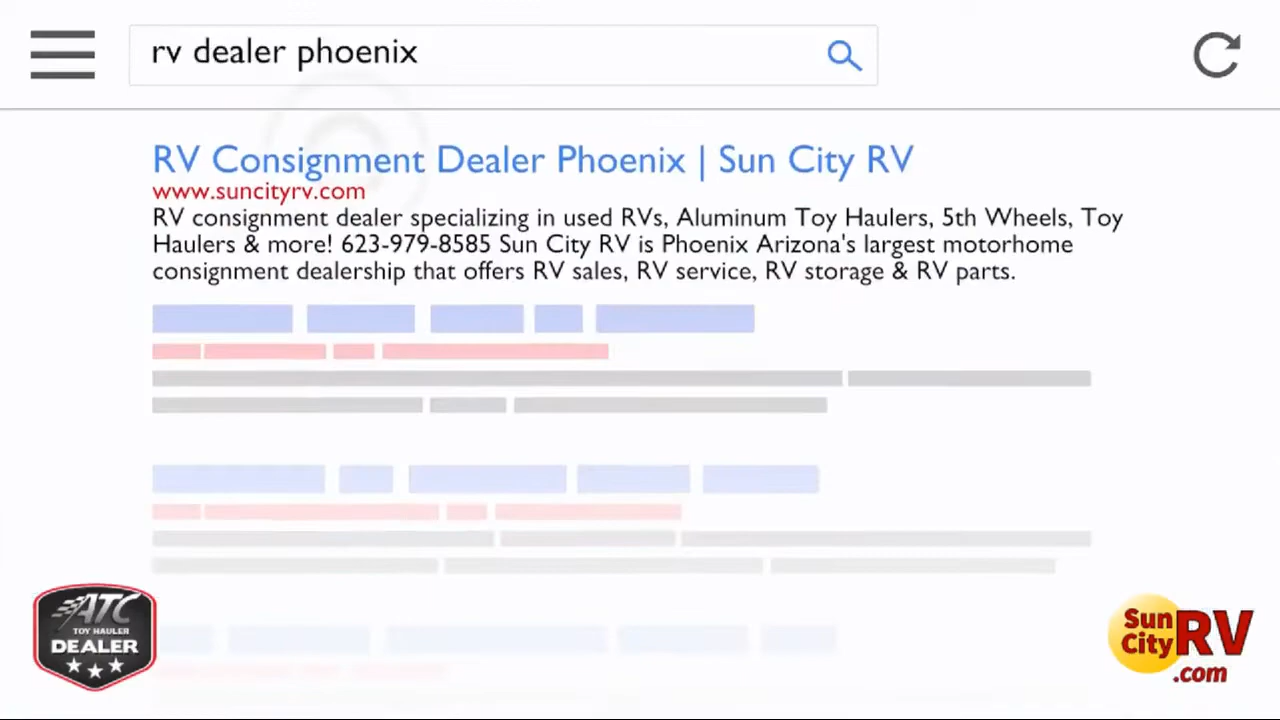 rv dealer phoenix
RV Consignment Dealer Phoenix | Sun City RV
www.suncityrv.com
RV consignment dealer specializing in used RVs, Aluminum Toy Haulers, 5th Wheels, Toy
Haulers & more! 623-979-8585 Sun City RV is Phoenix Arizona's largest motorhome
consignment dealership that offers RV sales, RV service, RV storage & RV parts.
ATC
TOY HAULER
DEALER
Sun
City RV
.com